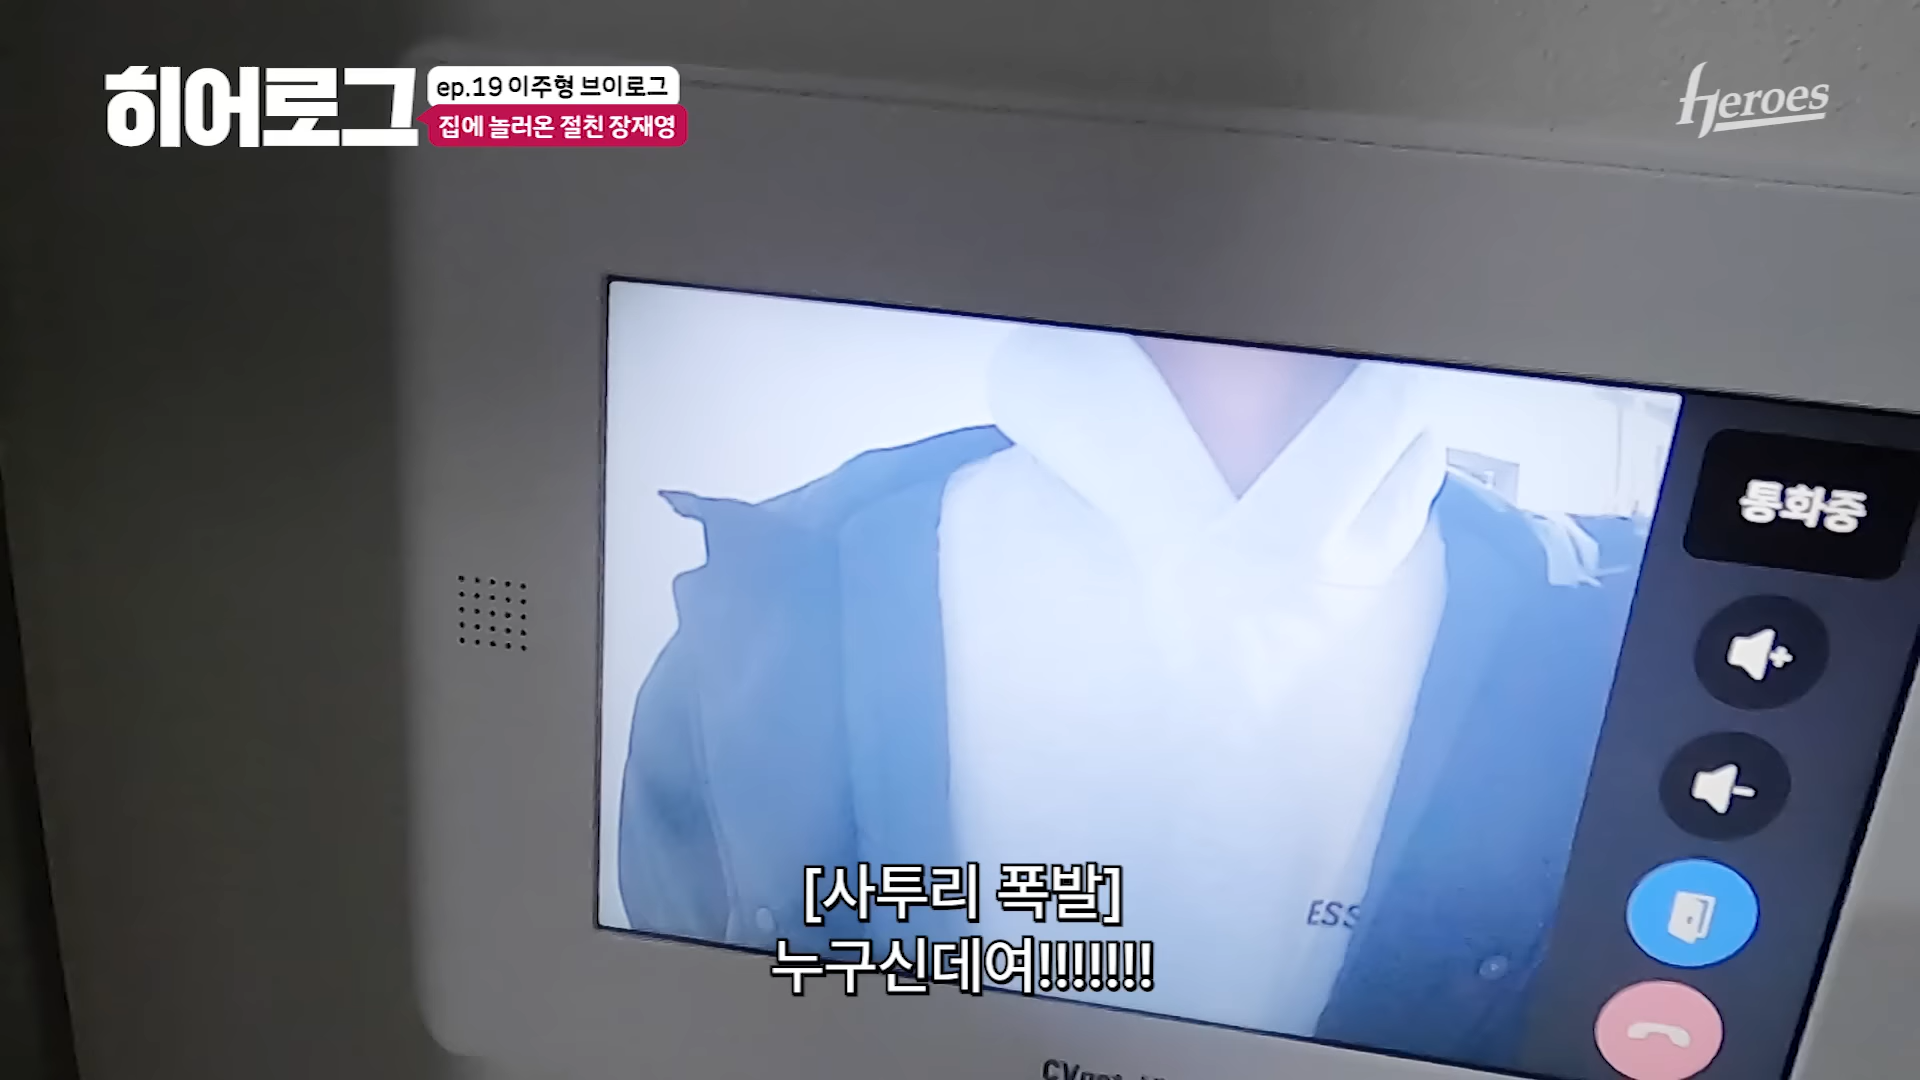 히어로그
ep.19 이주형 브이로그
집에 놀러온 절친 장재영
Heroes
통화중
ESS
[사투리 폭발]
누구신데여!!!!!!!